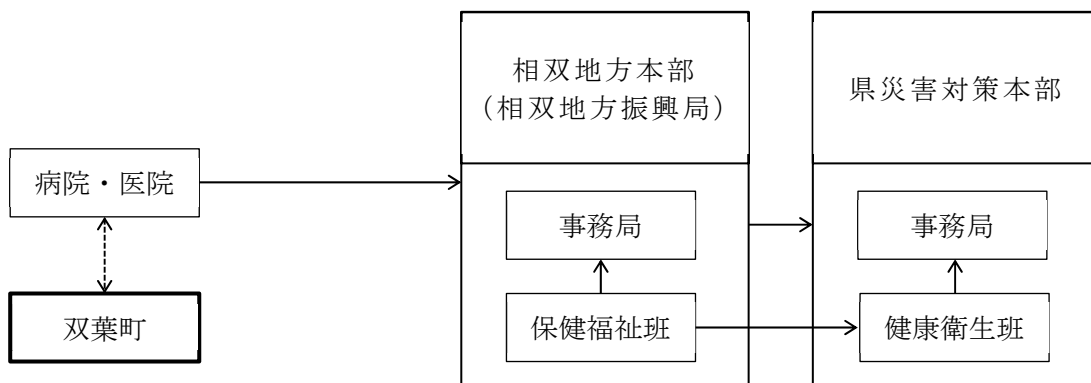 相双地方本部
(相双地方振興局)
県災害対策本部
病院・医院
事務局
事務局
双葉町
保健福祉班
健康衛生班